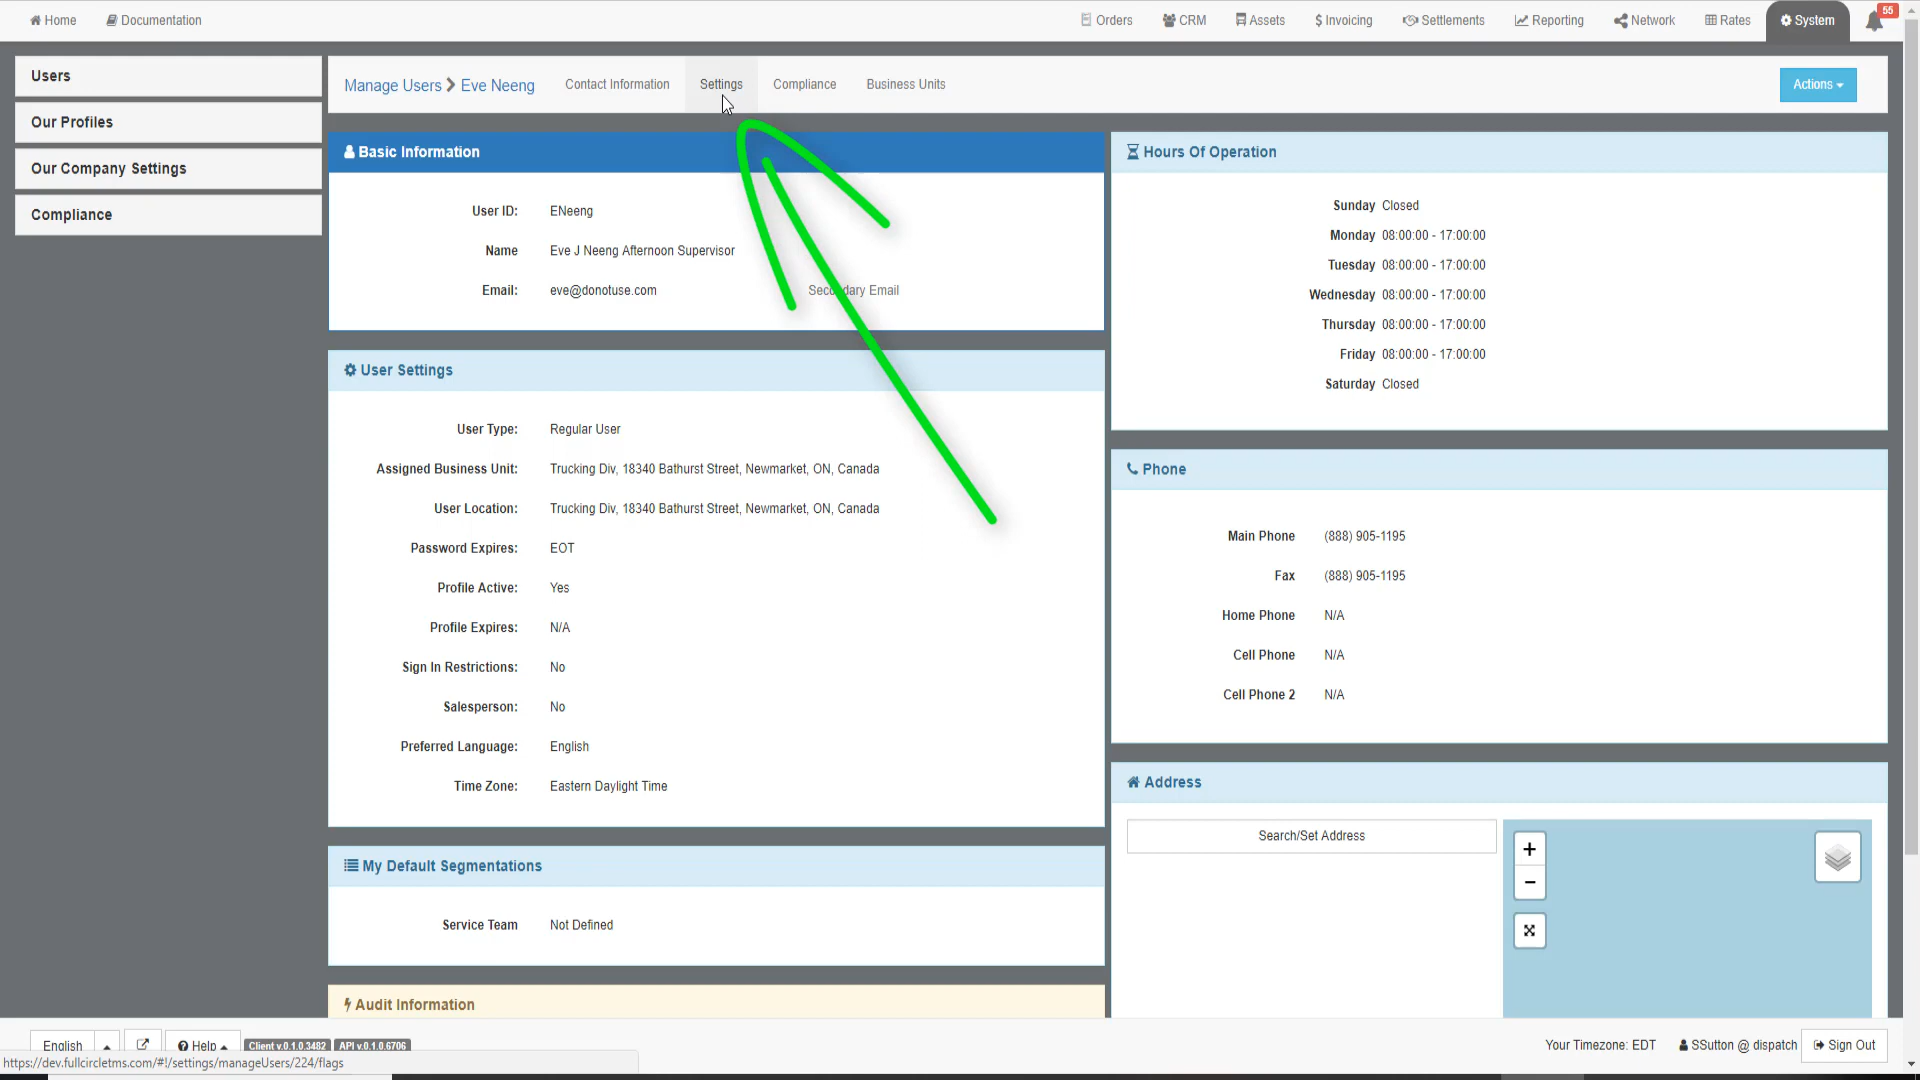 Home Documentation Orders CRM Assets $ Invoicing Settlements Reporting Network Rates System 55
Users
Our Profiles
Our Company Settings
Compliance
Manage Users Eve Neeng Contact Information Settings Compliance Business Units Actions
Basic Information
User ID: ENeeng
Name Eve J Neeng Afternoon Supervisor
Email: eve@donotuse.com Secondary Email
User Settings
User Type: Regular User
Assigned Business Unit: Trucking Div, 18340 Bathurst Street, Newmarket, ON, Canada
User Location: Trucking Div, 18340 Bathurst Street, Newmarket, ON, Canada
Password Expires: EOT
Profile Active: Yes
Profile Expires: N/A
Sign In Restrictions: No
Salesperson: No
Preferred Language: English
Time Zone: Eastern Daylight Time
My Default Segmentations
Service Team Not Defined
Audit Information
Hours Of Operation
Sunday Closed
Monday 08:00:00 - 17:00:00
Tuesday 08:00:00 - 17:00:00
Wednesday 08:00:00 - 17:00:00
Thursday 08:00:00 - 17:00:00
Friday 08:00:00 - 17:00:00
Saturday Closed
Phone
Main Phone (888) 905-1195
Fax (888) 905-1195
Home Phone N/A
Cell Phone N/A
Cell Phone 2 N/A
Address
Search/Set Address
+
−
English Help Client v.0.1.0.3482 API v.0.1.0.6706 Your Timezone: EDT SSutton @ dispatch Sign Out
https://dev.fullcircletms.com/#!/settings/manageUsers/224/flags